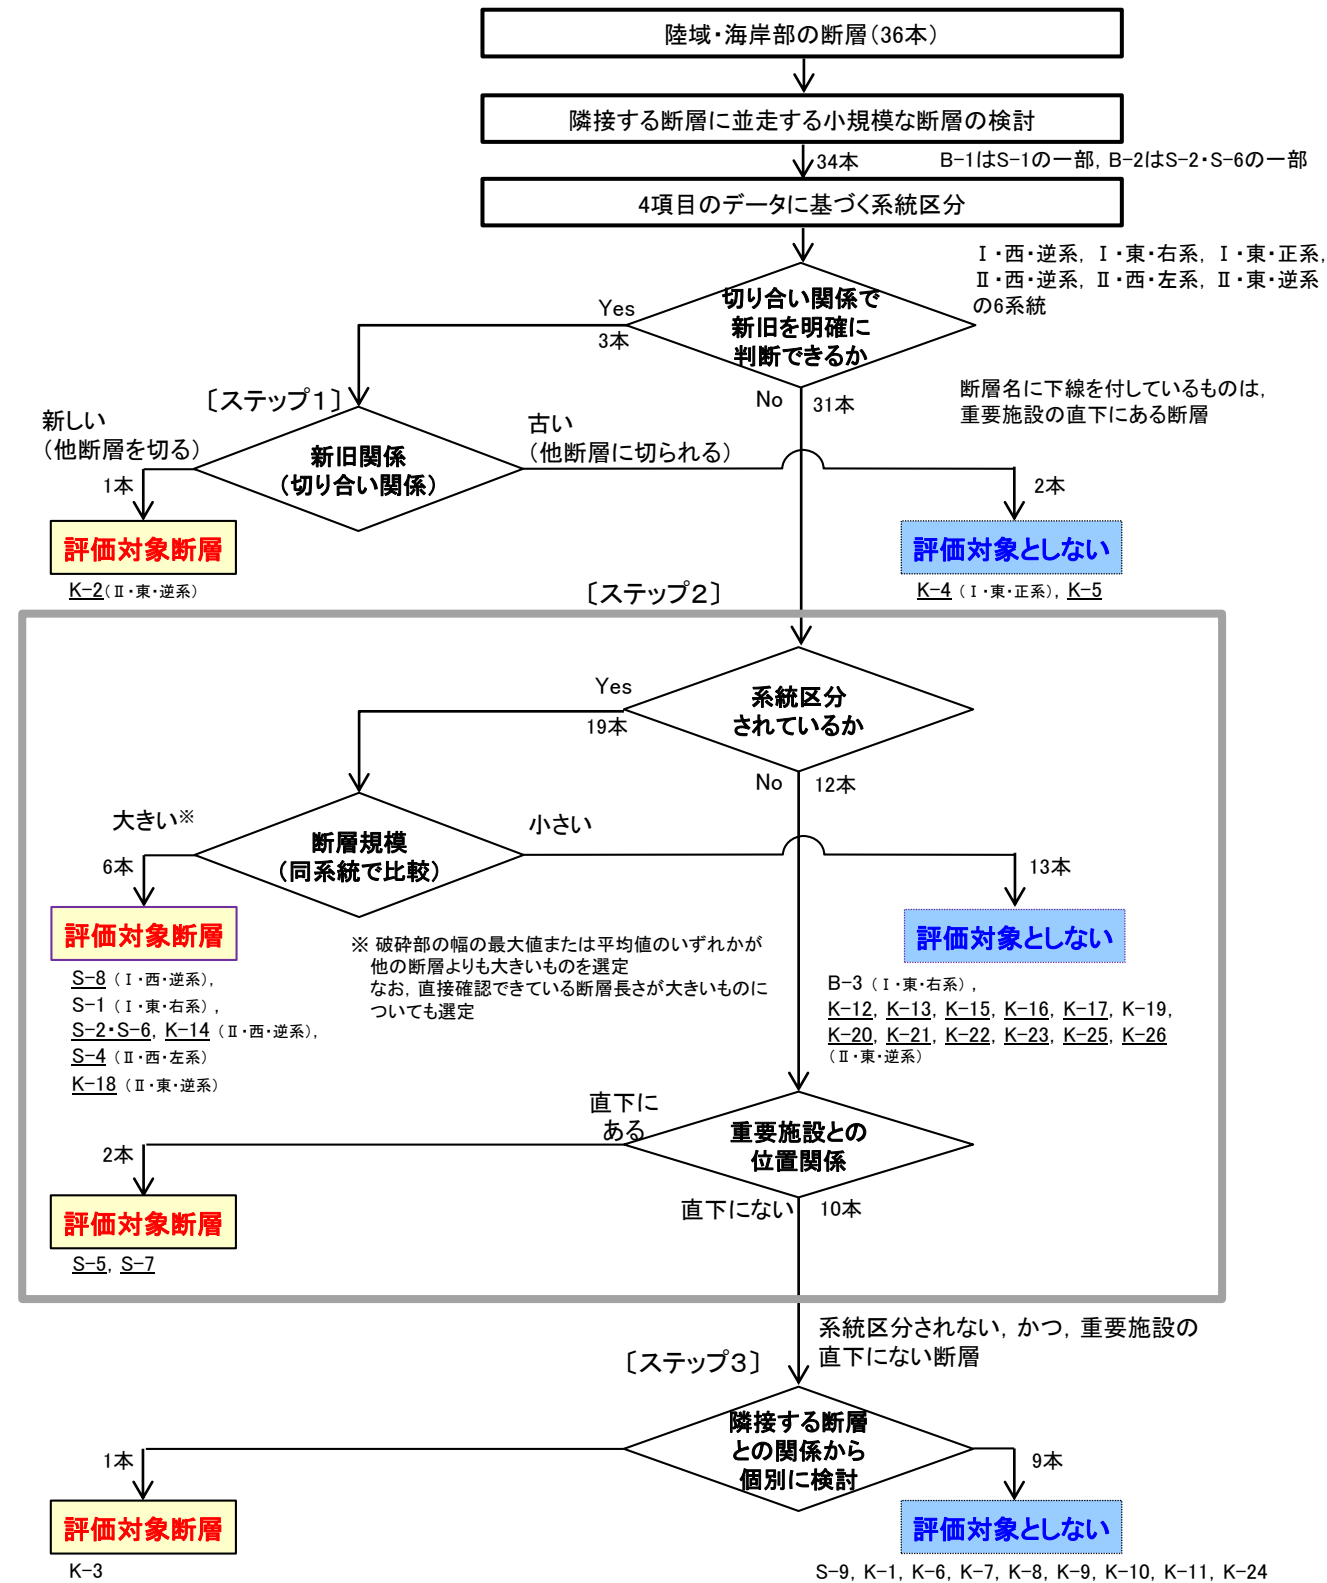 陸域・海岸部の断層（36本）
隣接する断層に並走する小規模な断層の検討
34本
B-1はS-1の一部，B-2はS-2・S-6の一部
4項目のデータに基づく系統区分
Ⅰ・西・逆系，Ⅰ・東・右系，Ⅰ・東・正系，
Ⅱ・西・逆系，Ⅱ・西・左系，Ⅱ・東・逆系
の6系統
切り合い関係で
新旧を明確に
判断できるか
Yes
3本
No
31本
断層名に下線を付しているものは，
重要施設の直下にある断層
〔ステップ1〕
新しい
（他断層を切る）
1本
新旧関係
（切り合い関係）
古い
（他断層に切られる）
2本
評価対象断層
K-2（Ⅱ・東・逆系）
評価対象としない
K-4（Ⅰ・東・正系），K-5
〔ステップ2〕
系統区分
されているか
Yes
19本
No
12本
大きい※
6本
断層規模
（同系統で比較）
小さい
13本
評価対象断層
S-8（Ⅰ・西・逆系），
S-1（Ⅰ・東・右系），
S-2・S-6，K-14（Ⅱ・西・逆系），
S-4（Ⅱ・西・左系）
K-18（Ⅱ・東・逆系）
※ 破砕部の幅の最大値または平均値のいずれかが
他の断層よりも大きいものを選定
なお，直接確認できている断層長さが大きいものに
ついても選定
評価対象としない
B-3（Ⅰ・東・右系），
K-12，K-13，K-15，K-16，K-17，K-19，
K-20，K-21，K-22，K-23，K-25，K-26
（Ⅱ・東・逆系）
重要施設との
位置関係
直下に
ある
2本
直下にない
10本
評価対象断層
S-5，S-7
系統区分されない，かつ，重要施設の
直下にない断層
〔ステップ3〕
隣接する断層
との関係から
個別に検討
1本
9本
評価対象断層
K-3
評価対象としない
S-9，K-1，K-6，K-7，K-8，K-9，K-10，K-11，K-24